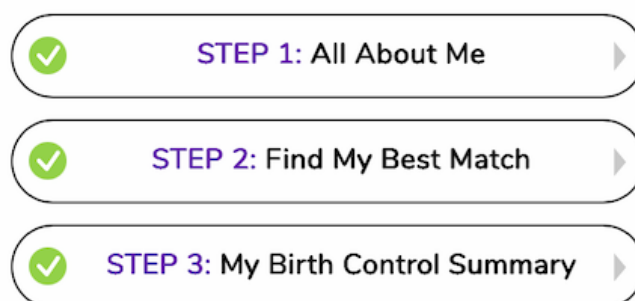 STEP 1: All About Me
STEP 2: Find My Best Match
STEP 3: My Birth Control Summary